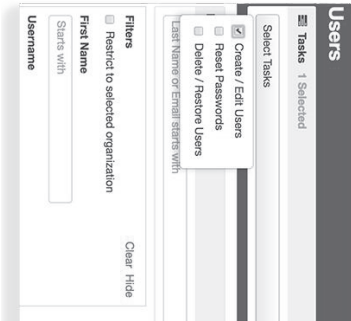 Users
Tasks 1 Selected
Select Tasks
Create / Edit Users
Reset Passwords
Delete / Restore Users
Last Name or Email starts with
Filters
Clear Hide
Restrict to selected organization
First Name
Starts with
Username